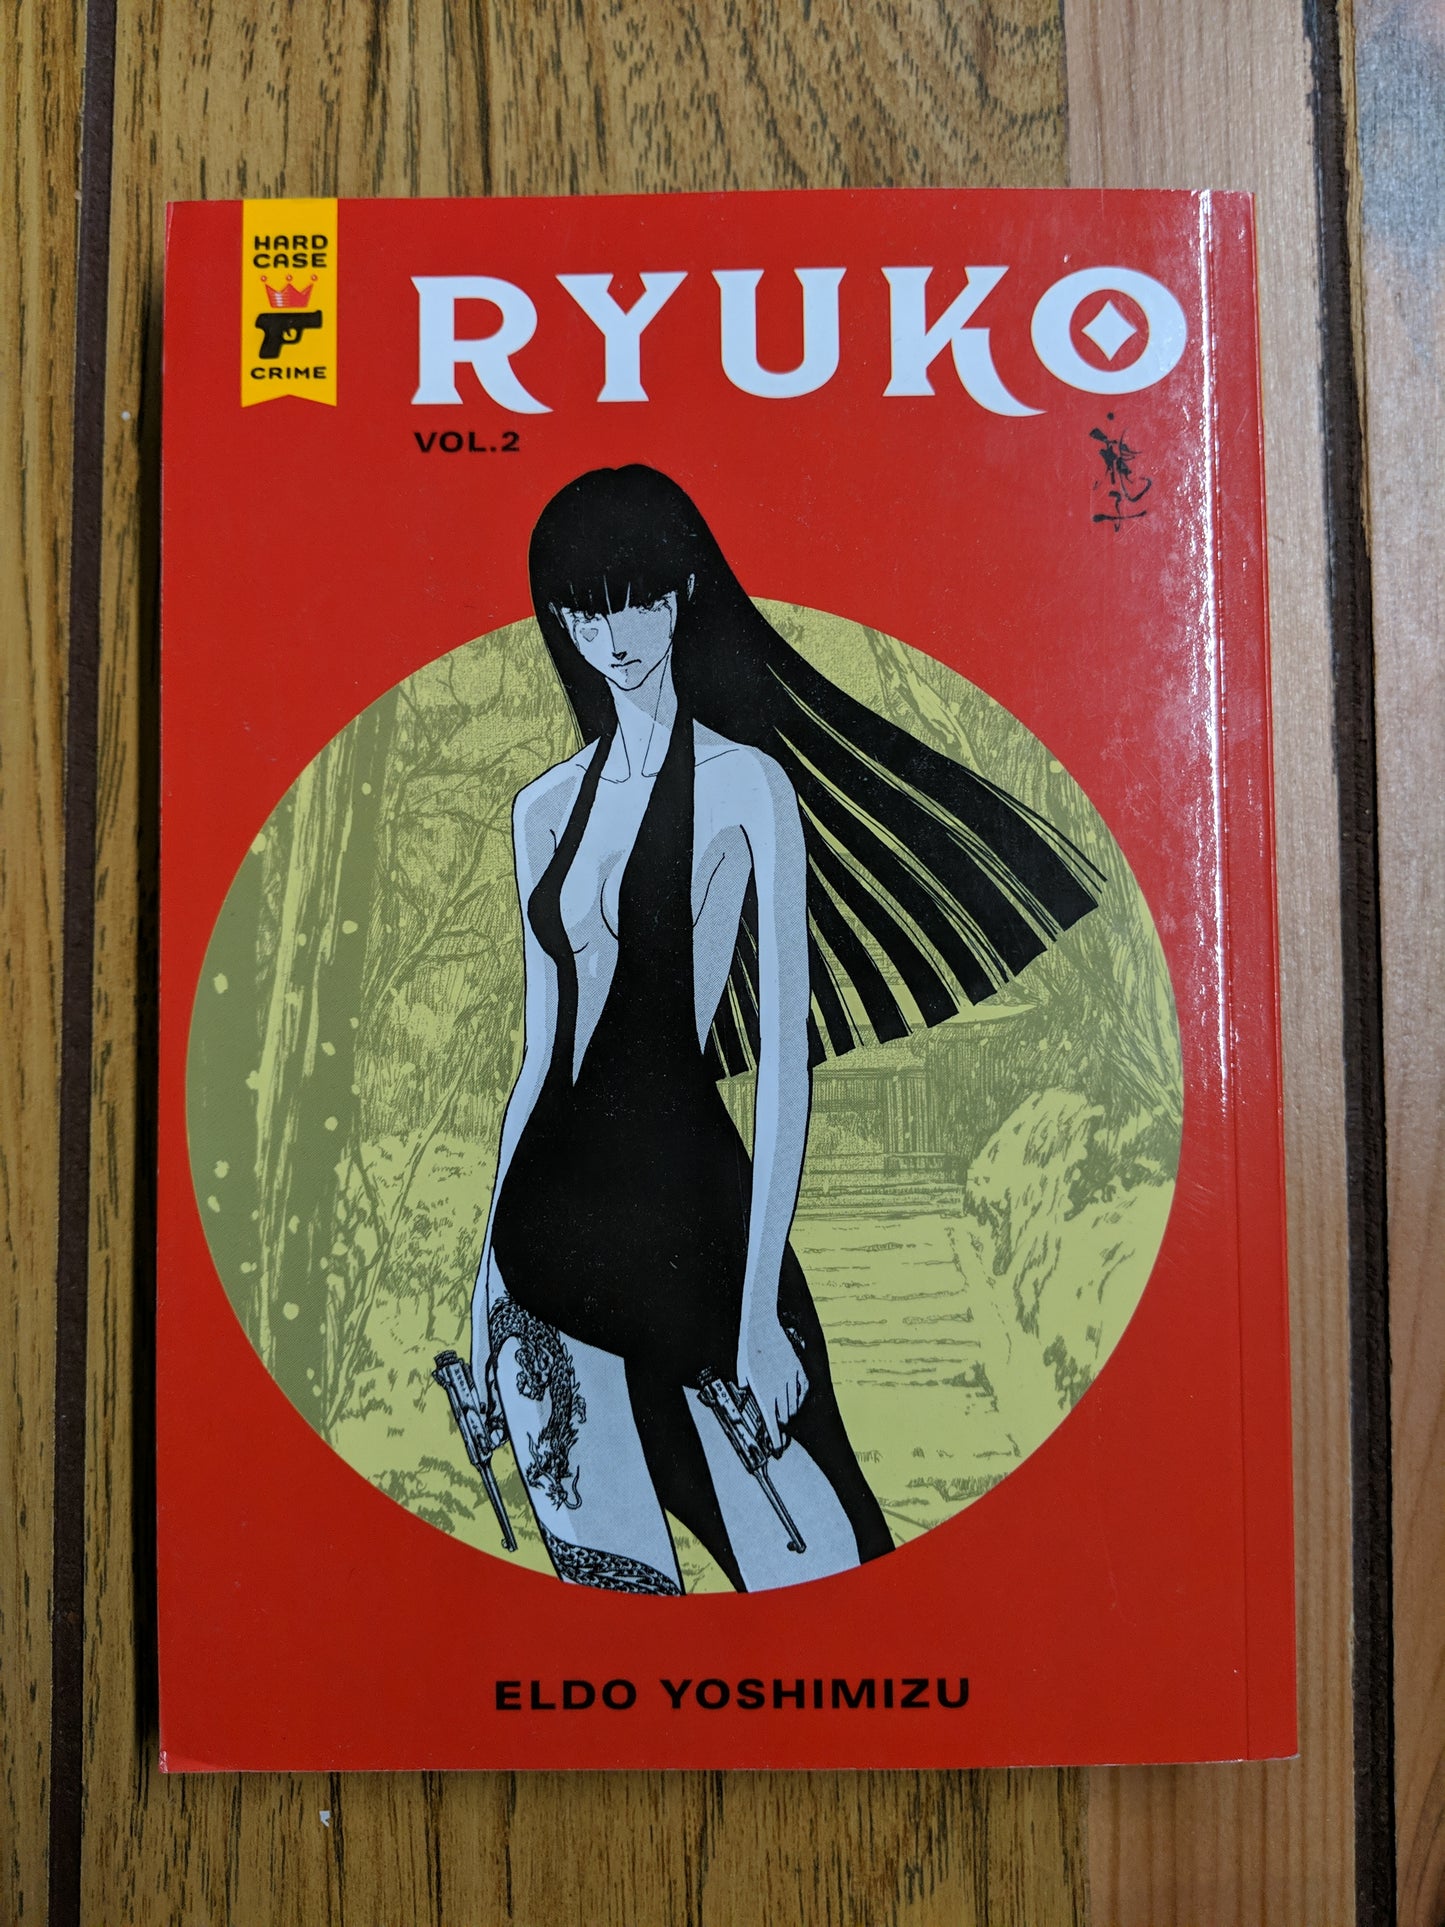 HARD
CASE
CRIME
RYUKO
VOL.2
龍子
ELDO YOSHIMIZU